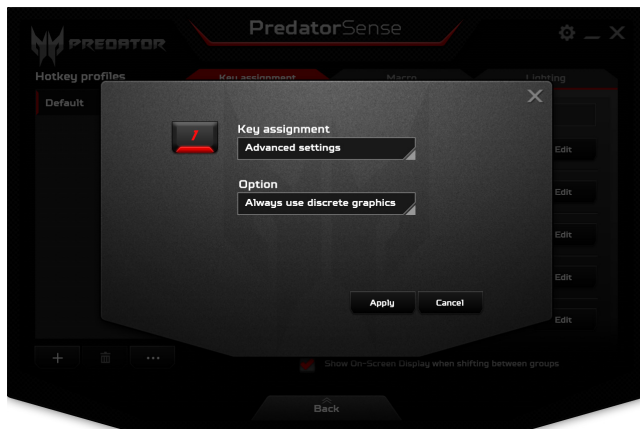 PredatorSense
PREDATOR
Hotkey profiles
Key assignment
Macro
Lighting
Default
Key assignment
Advanced settings
Edit
Option
Edit
Always use discrete graphics
Edit
Edit
Apply
Cancel
Edit
Show On-Screen Display when shifting between groups
Back